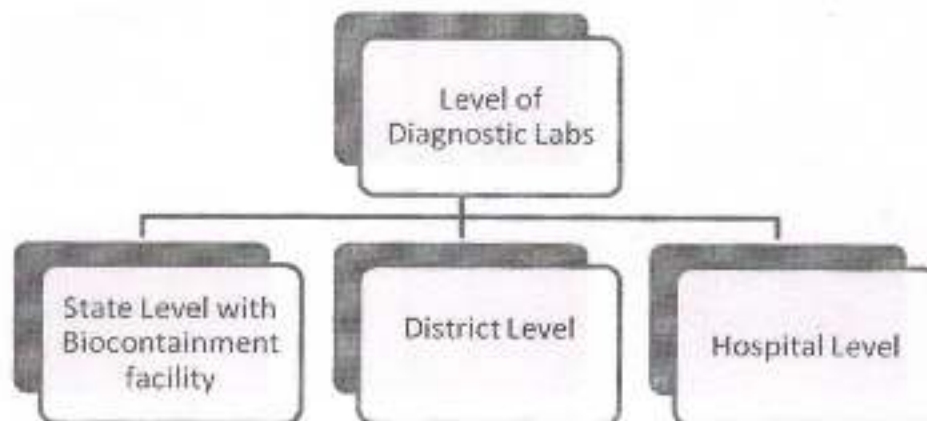 Level of
Diagnostic Labs
State Level with
Biocontainment
facility
District Level
Hospital Level